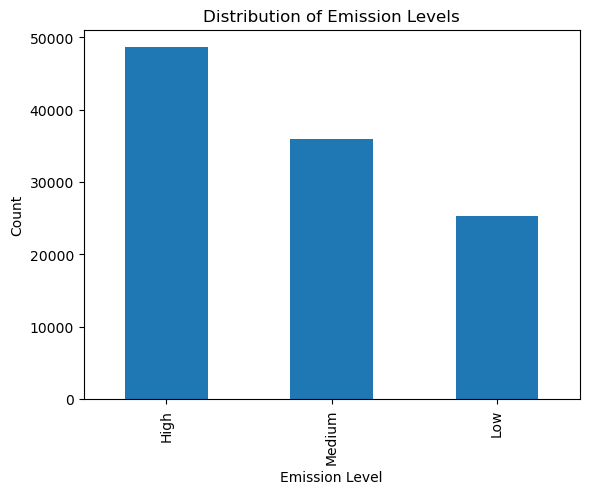 Distribution of Emission Levels
50000
40000
30000
20000
10000
0
Count
High
Medium
Low
Emission Level